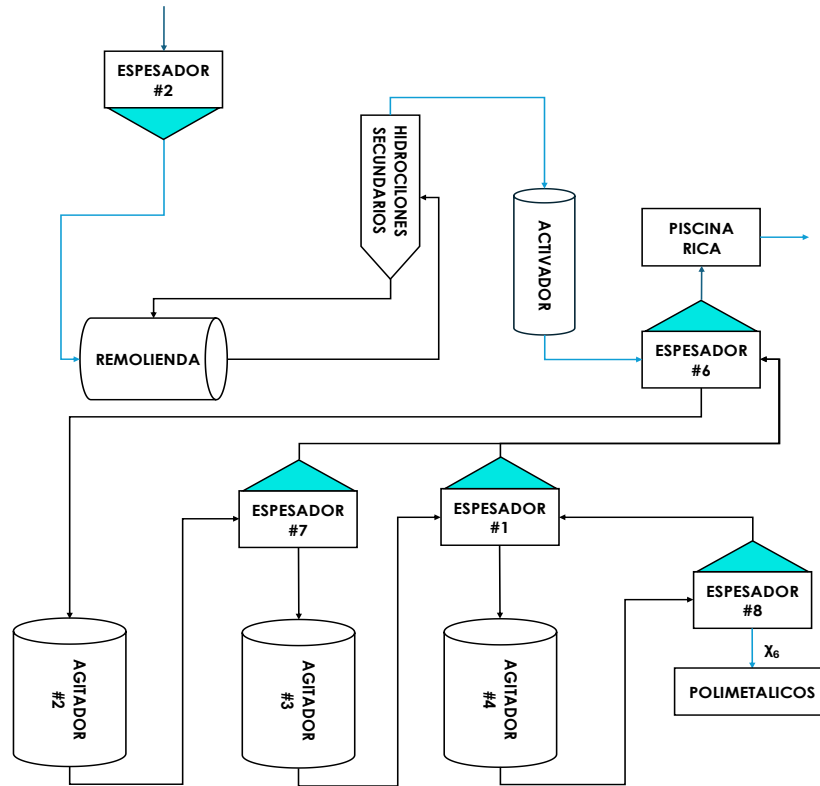 ESPESADOR
#2
HIDROCILONES
SECUNDARIOS
ACTIVADOR
PISCINA
RICA
REMOLIENDA
ESPESADOR
#6
ESPESADOR
#7
ESPESADOR
#1
ESPESADOR
#8
χ₆
AGITADOR
#2
AGITADOR
#3
AGITADOR
#4
POLIMETALICOS